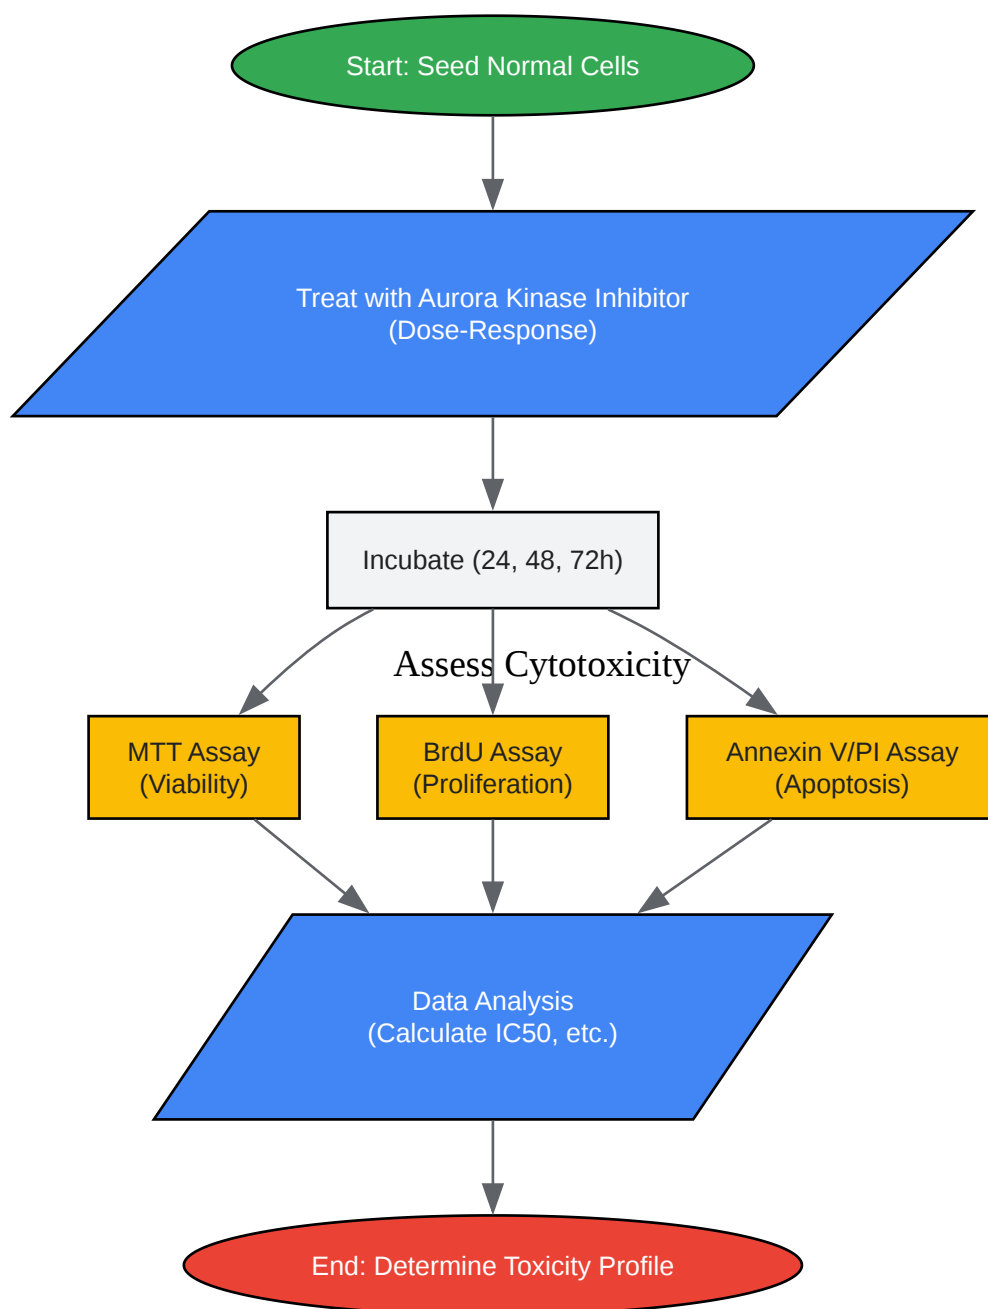 Start: Seed Normal Cells
Treat with Aurora Kinase Inhibitor
(Dose-Response)
Incubate (24, 48, 72h)
Assess Cytotoxicity
MTT Assay
(Viability)
BrdU Assay
(Proliferation)
Annexin V/PI Assay
(Apoptosis)
Data Analysis
(Calculate IC50, etc.)
End: Determine Toxicity Profile